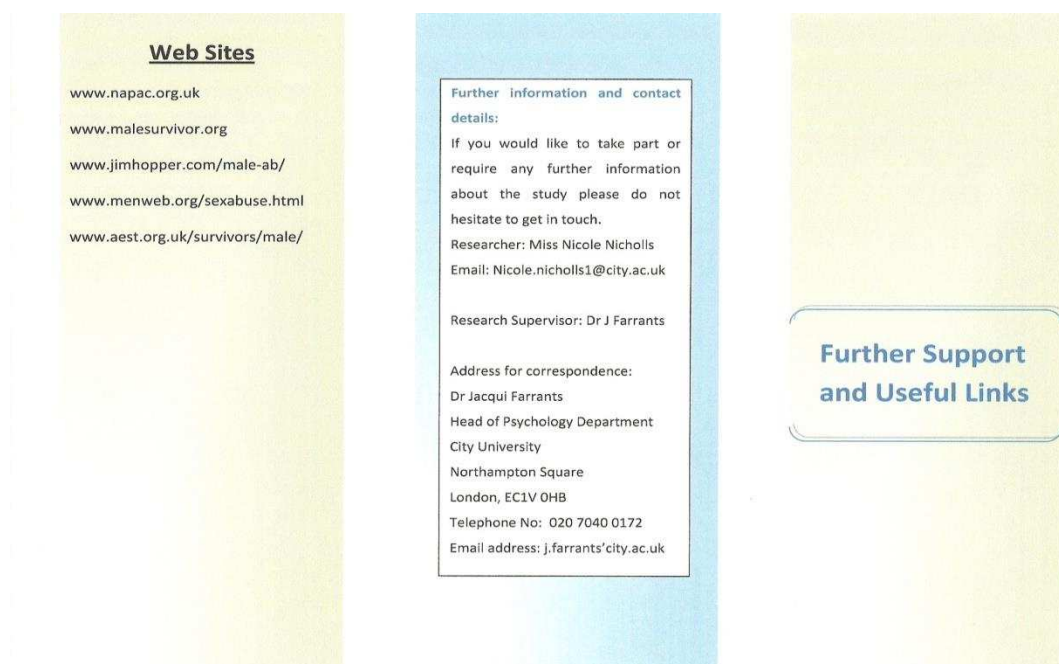 Web Sites
www.napac.org.uk
www.malesurvivor.org
www.jimhopper.com/male-ab/
www.menweb.org/sexabuse.html
www.aest.org.uk/survivors/male/
Further information and contact
details:
If you would like to take part or
require any further information
about the study please do not
hesitate to get in touch.
Researcher: Miss Nicole Nicholls
Email: Nicole.nicholls1@city.ac.uk
Research Supervisor: Dr J Farrants
Address for correspondence:
Dr Jacqui Farrants
Head of Psychology Department
City University
Northampton Square
London, EC1V 0HB
Telephone No: 020 7040 0172
Email address: j.farrants'city.ac.uk
Further Support
and Useful Links